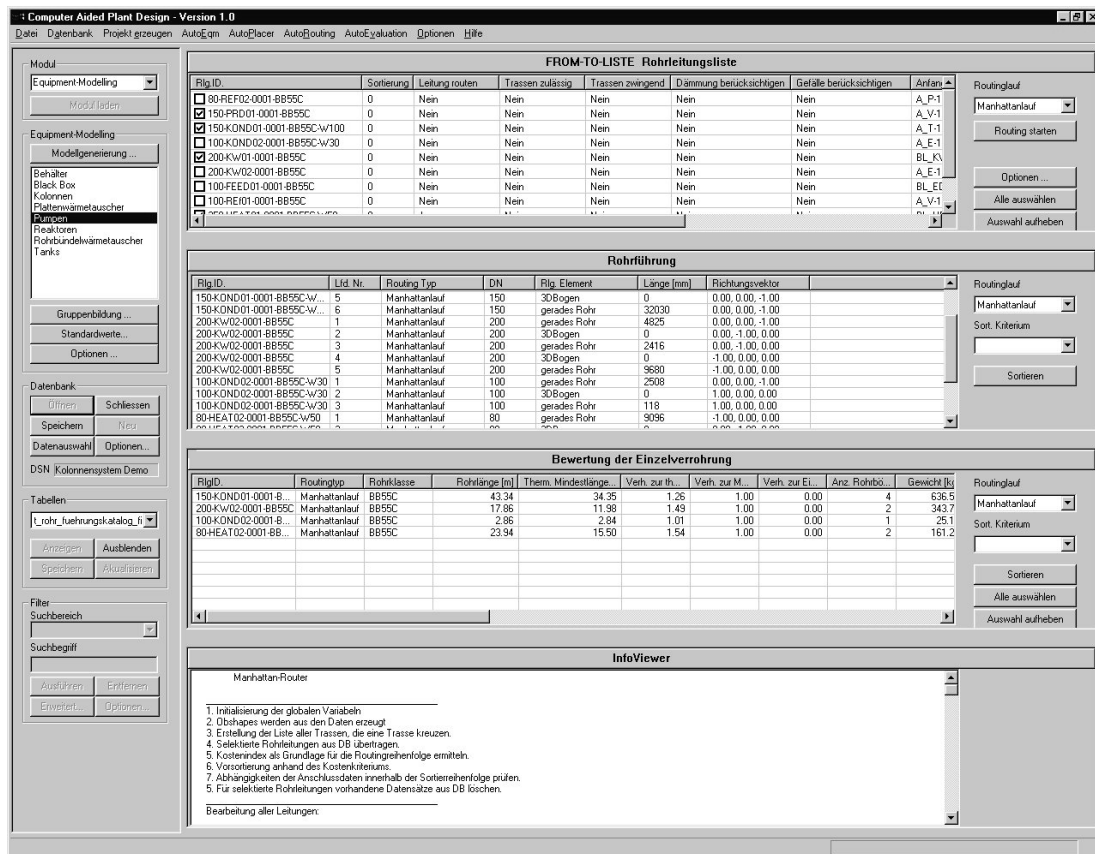 Computer Aided Plant Design - Version 1.0
Datei Datenbank Projekt erzeugen AutoEqm AutoPlacer AutoRouting AutoEvaluation Optionen Hilfe
Modul
Equipment-Modelling
Modul laden
Equipment-Modelling
Modellgenerierung ...
Behälter
Black Box
Kolonnen
Plattenwärmetauscher
Pumpen
Reaktoren
Rohrbündelwärmetauscher
Tanks
Gruppenbildung ...
Standardwerte...
Optionen ...
Datenbank
Öffnen Schliessen
Speichern Neu
Datenauswahl Optionen...
DSN Kolonnensystem Demo
Tabellen
t_rohr_fuehrungskatalog_fi
Anzeigen Ausblenden
Speichern Akualisieren
Filter
Suchbereich
Suchbegriff
Ausführen Entfernen
Erweitert... Optionen...
FROM-TO-LISTE Rohrleitungsliste
Rlg.ID. Sortierung Leitung routen Trassen zulässig Trassen zwingend Dämmung berücksichtigen Gefälle berücksichtigen Anfang
80-REF02-0001-BB55C 0 Nein Nein Nein Nein Nein A_P-1
150-PRD01-0001-BB55C 0 Nein Nein Nein Nein Nein A_V-1
150-KOND01-0001-BB55C-W100 0 Nein Nein Nein Nein Nein A_T-1
100-KOND02-0001-BB55C-W30 0 Nein Nein Nein Nein Nein A_E-1
200-KW01-0001-BB55C 0 Nein Nein Nein Nein Nein BL_KV
200-KW02-0001-BB55C 0 Nein Nein Nein Nein Nein A_E-1
100-FEED01-0001-BB55C 0 Nein Nein Nein Nein Nein BL_ED
100-REI01-0001-BB55C 0 Nein Nein Nein Nein Nein A_V-1
Routinglauf
Manhattanlauf
Routing starten
Optionen ...
Alle auswählen
Auswahl aufheben
Rohrführung
Rlg.ID. Lfd. Nr. Routing Typ DN Rlg. Element Länge [mm] Richtungsvektor
150-KOND01-0001-BB55C-W... 5 Manhattanlauf 150 3DBogen 0 0.00, 0.00, -1.00
150-KOND01-0001-BB55C-W... 6 Manhattanlauf 150 gerades Rohr 32030 0.00, 0.00, -1.00
200-KW02-0001-BB55C 1 Manhattanlauf 200 gerades Rohr 4825 0.00, 0.00, 1.00
200-KW02-0001-BB55C 2 Manhattanlauf 200 3DBogen 0 0.00, -1.00, 0.00
200-KW02-0001-BB55C 3 Manhattanlauf 200 gerades Rohr 2416 0.00, -1.00, 0.00
200-KW02-0001-BB55C 4 Manhattanlauf 200 3DBogen 0 -1.00, 0.00, 0.00
200-KW02-0001-BB55C 5 Manhattanlauf 200 gerades Rohr 9680 -1.00, 0.00, 0.00
100-KOND02-0001-BB55C-W30 1 Manhattanlauf 100 gerades Rohr 2508 0.00, 0.00, -1.00
100-KOND02-0001-BB55C-W30 2 Manhattanlauf 100 3DBogen 0 1.00, 0.00, 0.00
100-KOND02-0001-BB55C-W30 3 Manhattanlauf 100 gerades Rohr 118 1.00, 0.00, 0.00
80-HEAT02-0001-BB55C-W50 1 Manhattanlauf 80 gerades Rohr 9096 -1.00, 0.00, 0.00
Routinglauf
Manhattanlauf
Sort. Kriterium
Sortieren
Bewertung der Einzelverrohrung
RlgID. Routingtyp Rohrklasse Rohrlänge [m] Therm. Mindestlänge... Verh. zur th... Verh. zur M... Verh. zur Ei... Anz. Rohrbö... Gewicht [kg
150-KOND01-0001-B... Manhattanlauf BB55C 43.34 34.35 1.26 1.00 0.00 4 636.5
200-KW02-0001-BB55C Manhattanlauf BB55C 17.86 11.98 1.49 1.00 0.00 2 343.7
100-KOND02-0001-B... Manhattanlauf BB55C 2.86 2.84 1.01 1.00 0.00 1 25.1
80-HEAT02-0001-BB... Manhattanlauf BB55C 23.94 15.50 1.54 1.00 0.00 2 161.2
Routinglauf
Manhattanlauf
Sort. Kriterium
Sortieren
Alle auswählen
Auswahl aufheben
InfoViewer
Manhattan-Router
1. Initialisierung der globalen Variabeln
2. Obshapes werden aus den Daten erzeugt
3. Erstellung der Liste aller Trassen, die eine Trasse kreuzen.
4. Selektierte Rohrleitungen aus DB übertragen.
5. Kostenindex als Grundlage für die Routingreihenfolge ermitteln.
6. Vorsortierung anhand des Kostenkriteriums.
7. Abhängigkeiten der Anschlussdaten innerhalb der Sortierreihenfolge prüfen.
5. Für selektierte Rohrleitungen vorhandene Datensätze aus DB löschen.
Bearbeitung aller Leitungen: